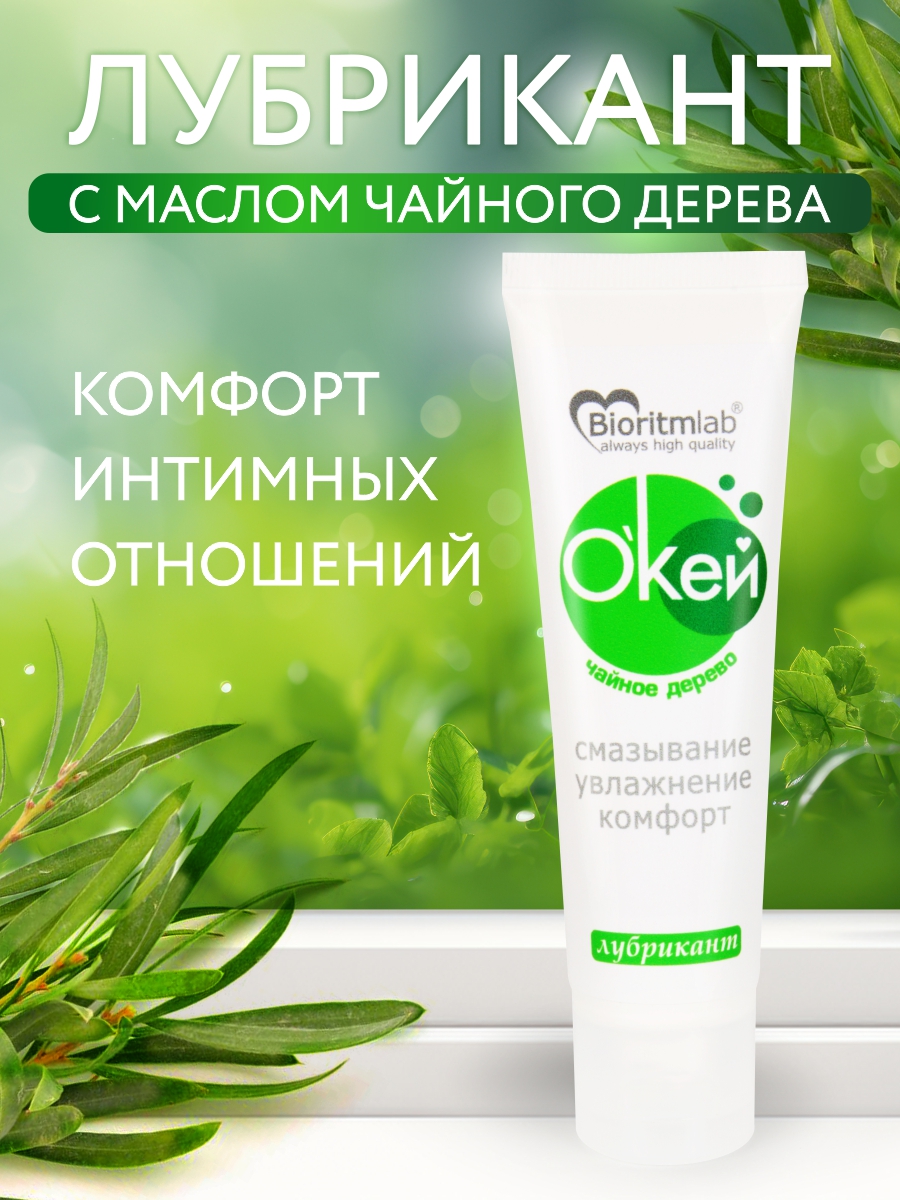 ЛУБРИКАНТ
С МАСЛОМ ЧАЙНОГО ДЕРЕВА
КОМФОРТ
ИНТИМНЫХ
ОТНОШЕНИЙ
Bioritmlab®
always high quality
О'Кей
чайное дерево
смазывание
увлажнение
комфорт
лубрикант